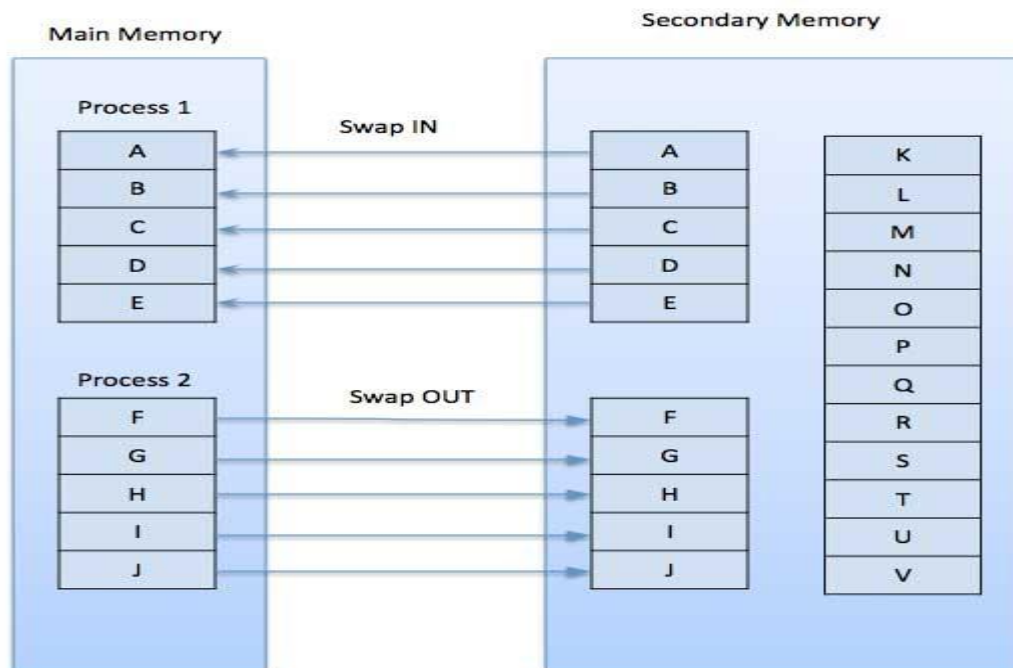 Main Memory
Secondary Memory
Process 1
Swap IN
A
B
C
D
E
Process 2
Swap OUT
F
G
H
I
J
A
B
C
D
E
F
G
H
I
J
K
L
M
N
O
P
Q
R
S
T
U
V